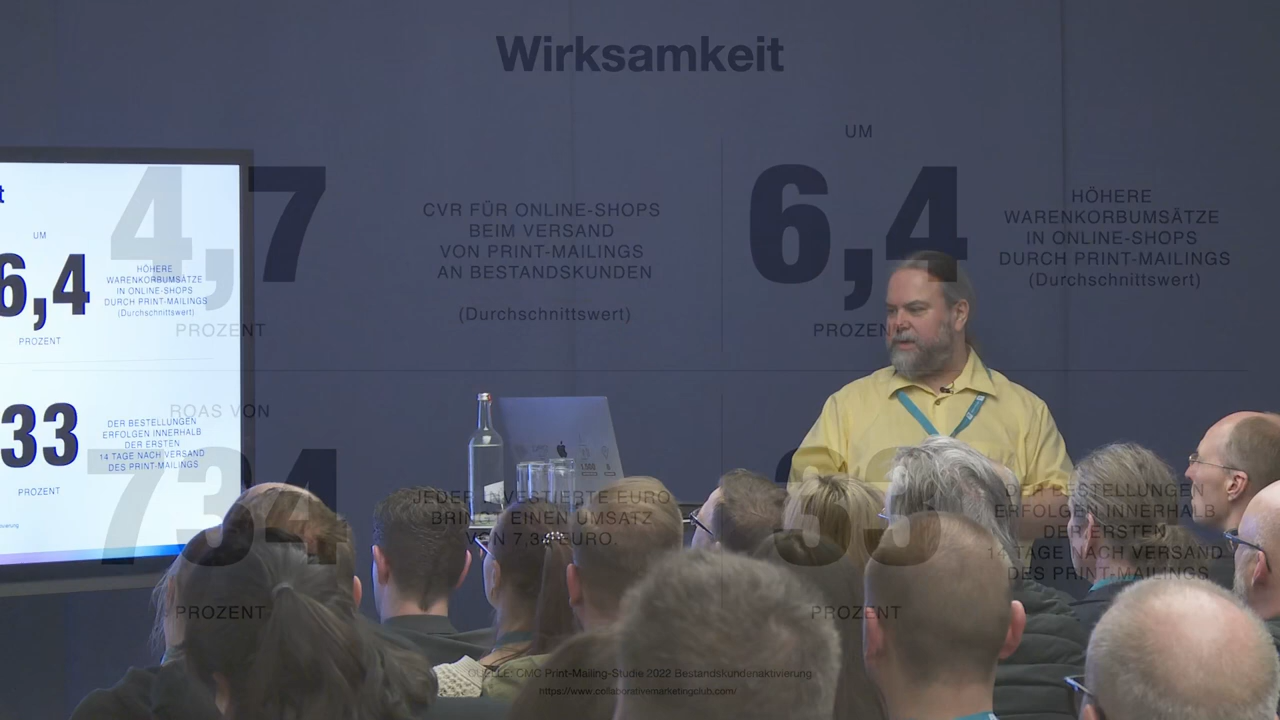 Wirksamkeit
4,7
PROZENT
CVR FÜR ONLINE-SHOPS
BEIM VERSAND
VON PRINT-MAILINGS
AN BESTANDSKUNDEN
(Durchschnittswert)
UM
6,4
PROZENT
HÖHERE
WARENKORBUMSÄTZE
IN ONLINE-SHOPS
DURCH PRINT-MAILINGS
(Durchschnittswert)
ROAS VON
734
PROZENT
JEDER INVESTIERTE EURO
BRINGT EINEN UMSATZ
VON 7,34 EURO
33
PROZENT
DER BESTELLUNGEN
ERFOLGEN INNERHALB
DER ERSTEN
14 TAGE NACH VERSAND
DES PRINT-MAILINGS
QUELLE: CMC Print-Mailing-Studie 2022 Bestandskundenaktivierung
https://www.collaborativemarketingclub.com/
t
UM
6,4
PROZENT
HÖHERE
WARENKORBUMSÄTZE
IN ONLINE-SHOPS
DURCH PRINT-MAILINGS
(Durchschnittswert)
33
PROZENT
DER BESTELLUNGEN
ERFOLGEN INNERHALB
DER ERSTEN
14 TAGE NACH VERSAND
DES PRINT-MAILINGS